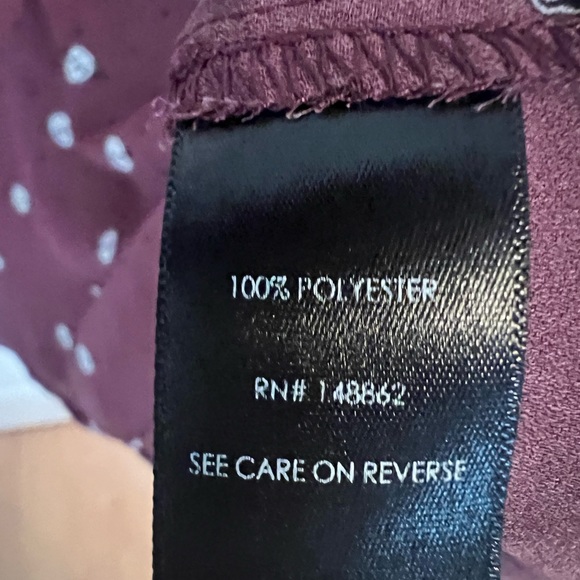 100% POLYESTER
RN# 148862
SEE CARE ON REVERSE